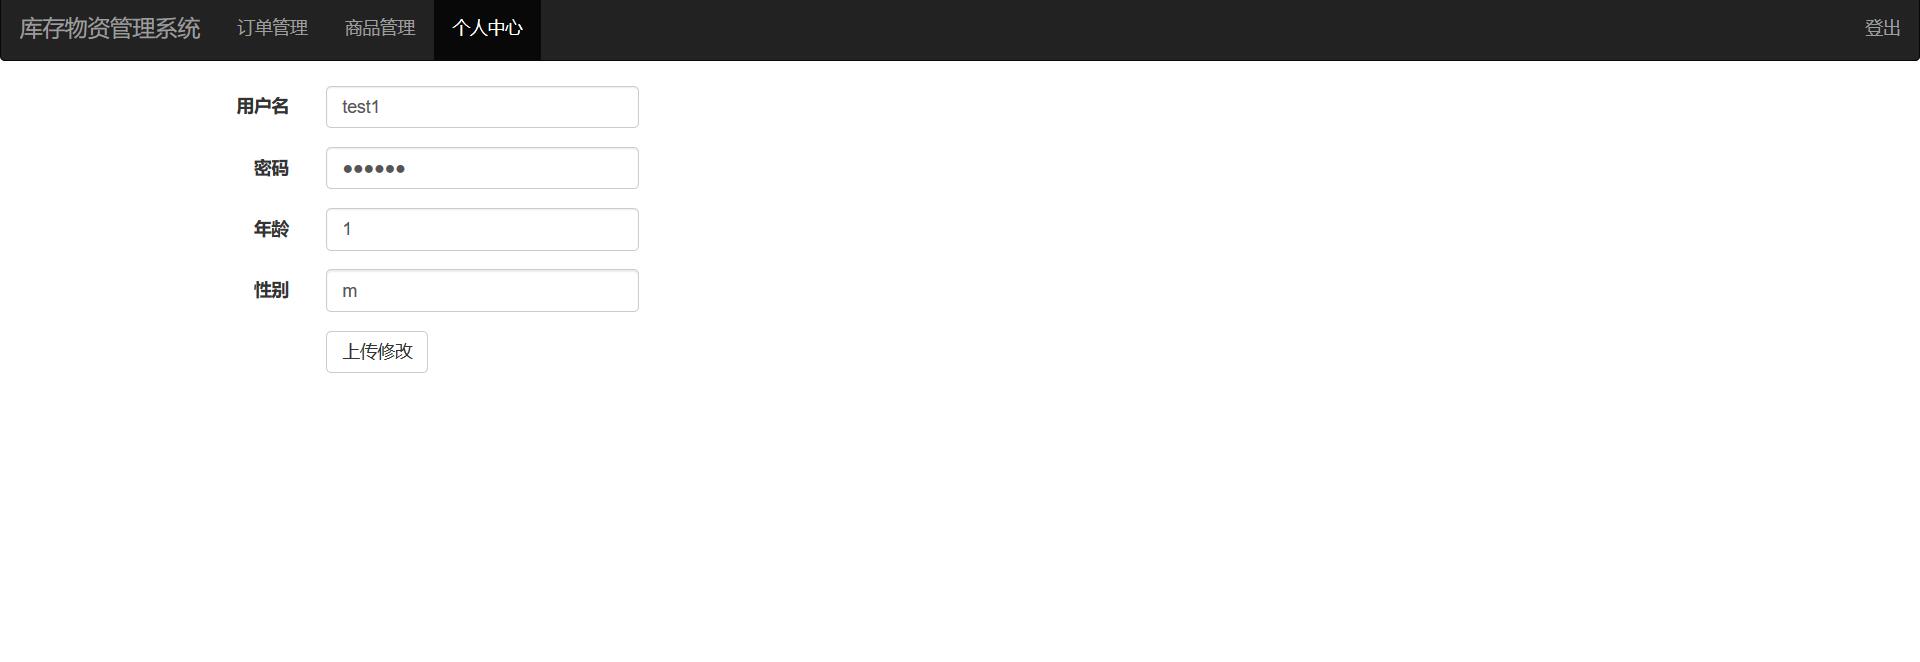 库存物资管理系统 订单管理 商品管理 个人中心 登出
用户名 test1
密码 ●●●●●●
年龄 1
性别 m
上传修改